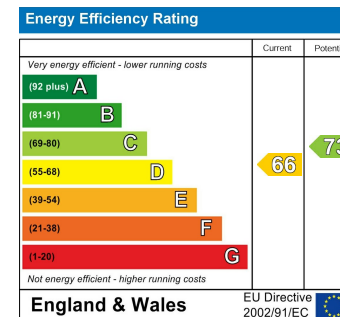 Energy Efficiency Rating
Current
Very energy efficient - lower running costs
(92 plus) A
(81-91) B
(69-80) C
(55-68) D
(39-54) E
(21-38) F
(1-20) G
66
Not energy efficient - higher running costs
England & Wales
EU Directive
2002/91/EC